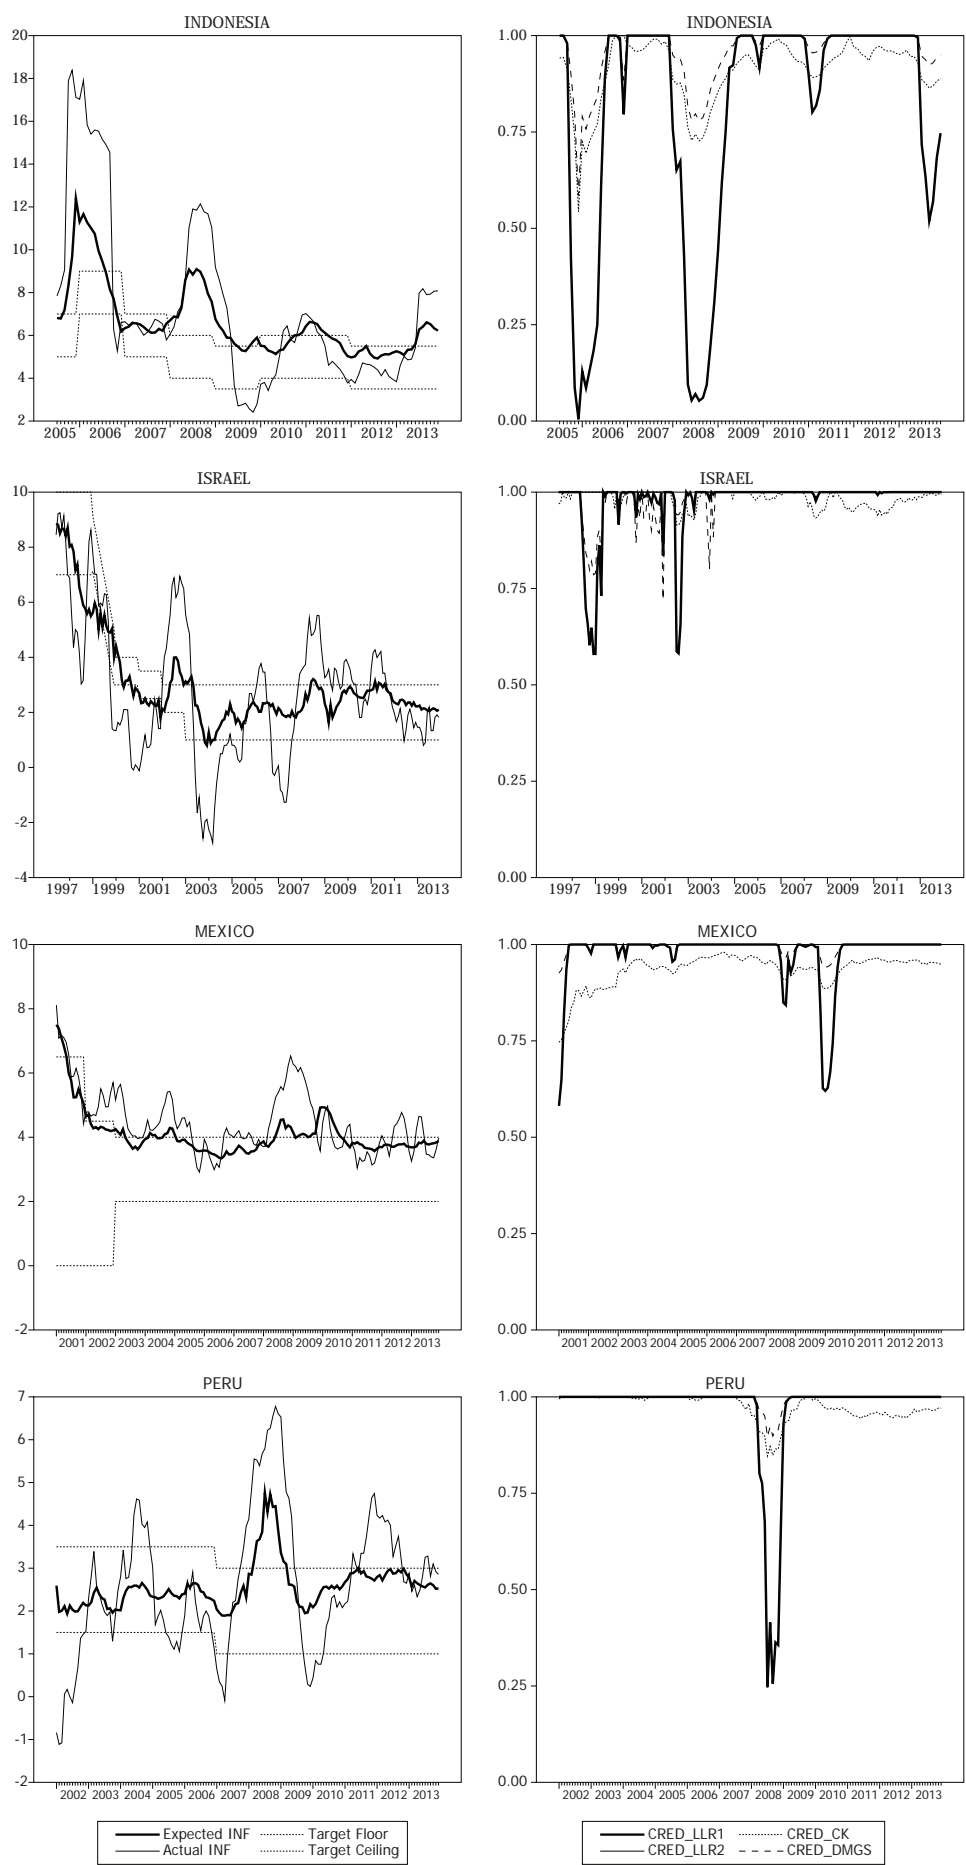 INDONESIA
20
18
16
14
12
10
8
6
4
2
2005 2006 2007 2008 2009 2010 2011 2012 2013
INDONESIA
1.00
0.75
0.50
0.25
0.00
2005 2006 2007 2008 2009 2010 2011 2012 2013
ISRAEL
10
8
6
4
2
0
-2
-4
1997 1999 2001 2003 2005 2007 2009 2011 2013
ISRAEL
1.00
0.75
0.50
0.25
0.00
1997 1999 2001 2003 2005 2007 2009 2011 2013
MEXICO
10
8
6
4
2
0
-2
2001 2002 2003 2004 2005 2006 2007 2008 2009 2010 2011 2012 2013
MEXICO
1.00
0.75
0.50
0.25
0.00
2001 2002 2003 2004 2005 2006 2007 2008 2009 2010 2011 2012 2013
PERU
7
6
5
4
3
2
1
0
-1
-2
2002 2003 2004 2005 2006 2007 2008 2009 2010 2011 2012 2013
PERU
1.00
0.75
0.50
0.25
0.00
2002 2003 2004 2005 2006 2007 2008 2009 2010 2011 2012 2013
Expected INF Target Floor
Actual INF Target Ceiling
CRED_LLR1 CRED_CK
CRED_LLR2 CRED_DMGS